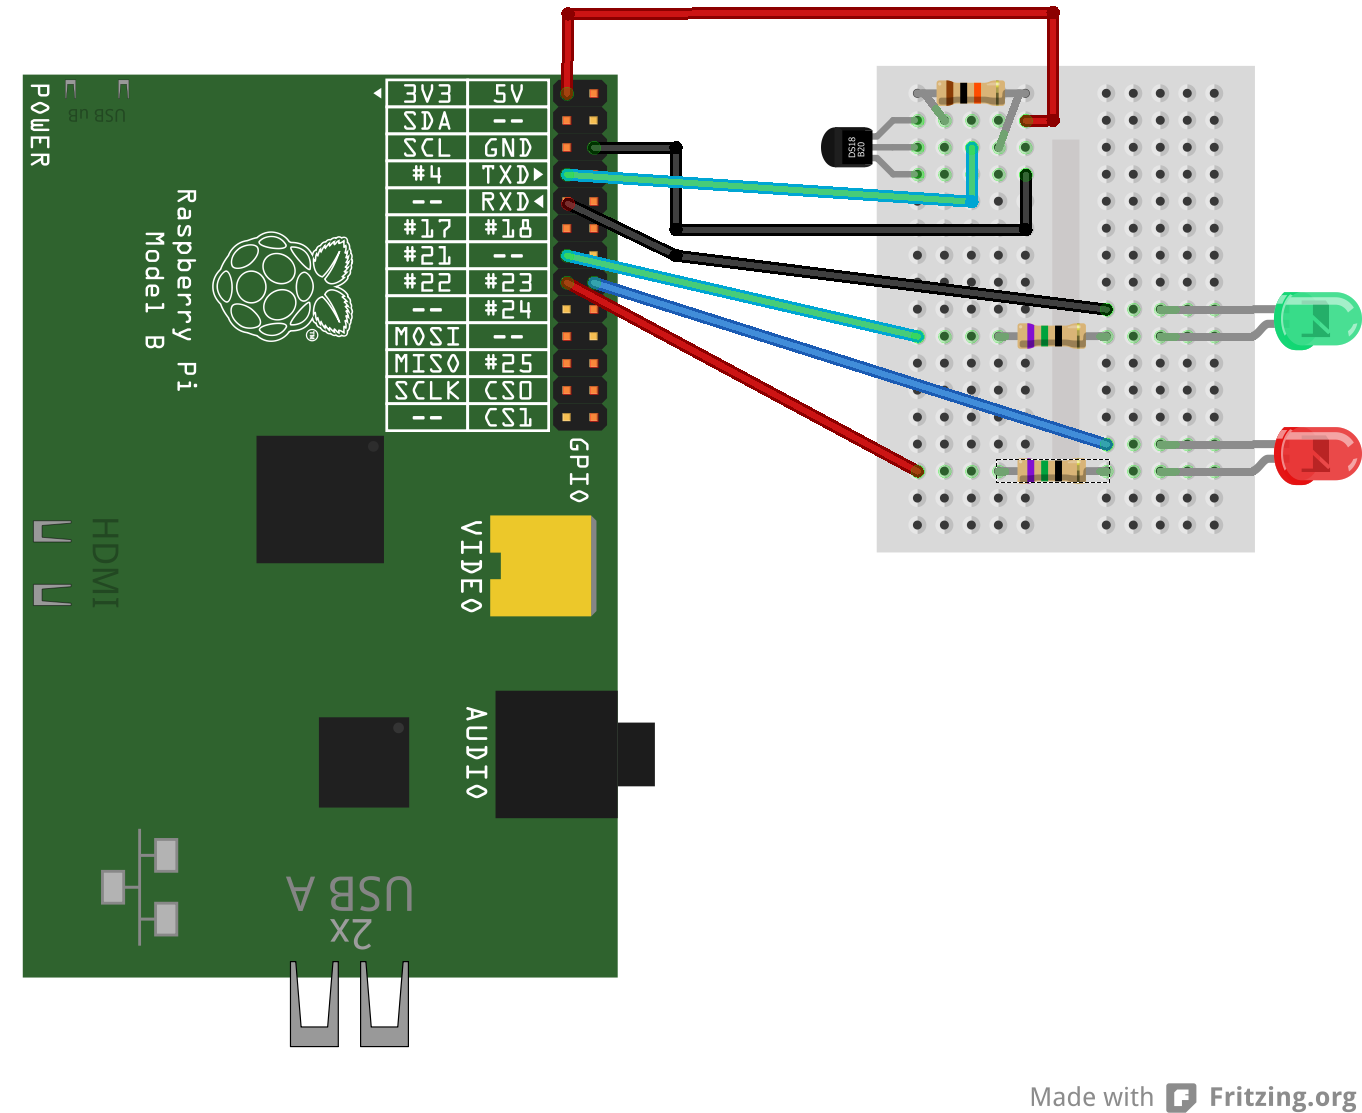 POWER
USB uB
3V3 5V
SDA --
SCL GND
#4 TXD
-- RXD
#17 #18
#21 --
#22 #23
-- #24
MOSI --
MISO #25
SCLK CS0
-- CS1
Raspberry Pi
Model B
GPIO
HDMI
VIDEO
AUDIO
USB A
2x
DS18
B20
Made with Fritzing.org